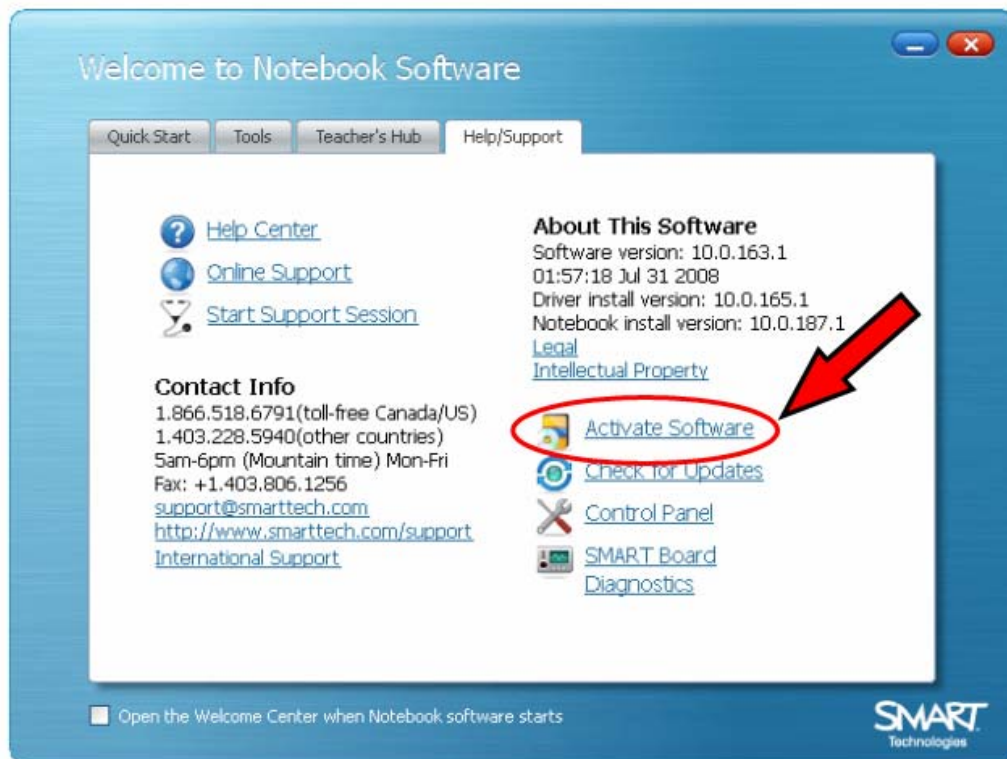 Welcome to Notebook Software
Quick Start
Tools
Teacher's Hub
Help/Support
Help Center
Online Support
Start Support Session
Contact Info
1.866.518.6791(toll-free Canada/US)
1.403.228.5940(other countries)
5am-6pm (Mountain time) Mon-Fri
Fax: +1.403.806.1256
support@smarttech.com
http://www.smarttech.com/support
International Support
About This Software
Software version: 10.0.163.1
01:57:18 Jul 31 2008
Driver install version: 10.0.165.1
Notebook install version: 10.0.187.1
Legal
Intellectual Property
Activate Software
Check for Updates
Control Panel
SMART Board
Diagnostics
Open the Welcome Center when Notebook software starts
SMART
Technologies